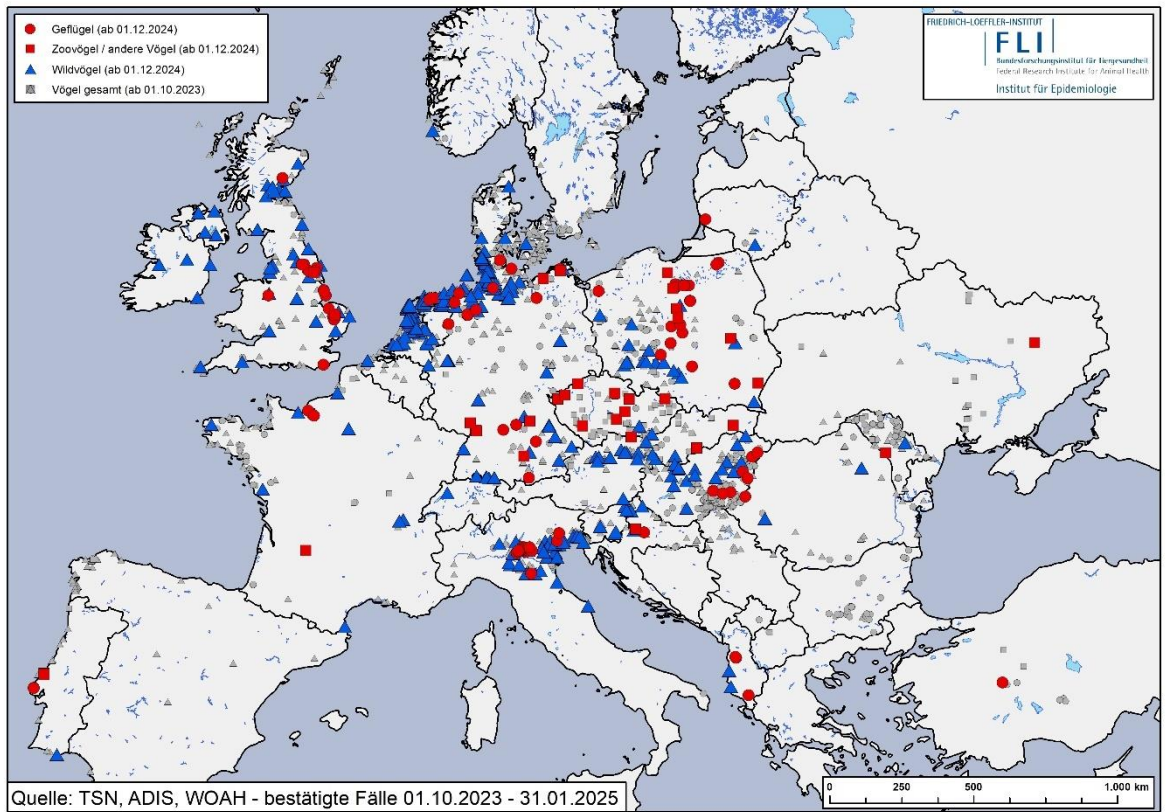 Geflügel (ab 01.12.2024)
Zoovögel / andere Vögel (ab 01.12.2024)
Wildvögel (ab 01.12.2024)
Vögel gesamt (ab 01.10.2023)
FRIEDRICH-LOEFFLER-INSTITUT
FLI
Bundesforschungsinstitut für Tiergesundheit
Federal Research Institute for Animal Health
Institut für Epidemiologie
Quelle: TSN, ADIS, WOAH - bestätigte Fälle 01.10.2023 - 31.01.2025
0 250 500 1.000 km